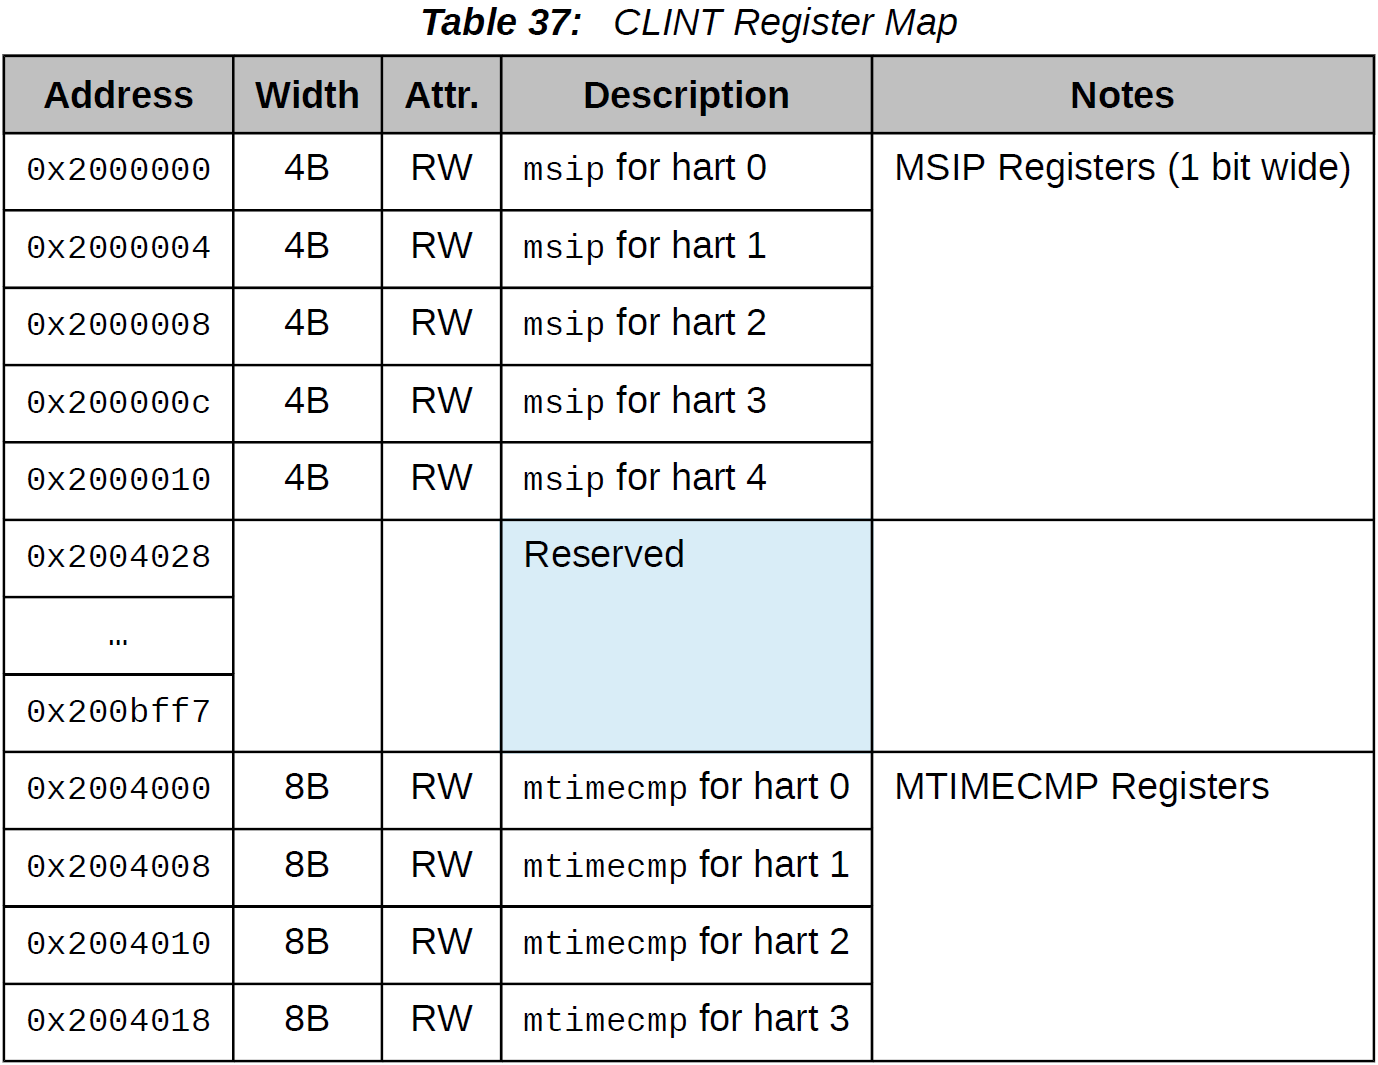 Table 37: CLINT Register Map
Address Width Attr. Description Notes
0x2000000 4B RW msip for hart 0 MSIP Registers (1 bit wide)
0x2000004 4B RW msip for hart 1
0x2000008 4B RW msip for hart 2
0x200000c 4B RW msip for hart 3
0x2000010 4B RW msip for hart 4
0x2004028 Reserved
…
0x200bff7
0x2004000 8B RW mtimecmp for hart 0 MTIMECMP Registers
0x2004008 8B RW mtimecmp for hart 1
0x2004010 8B RW mtimecmp for hart 2
0x2004018 8B RW mtimecmp for hart 3